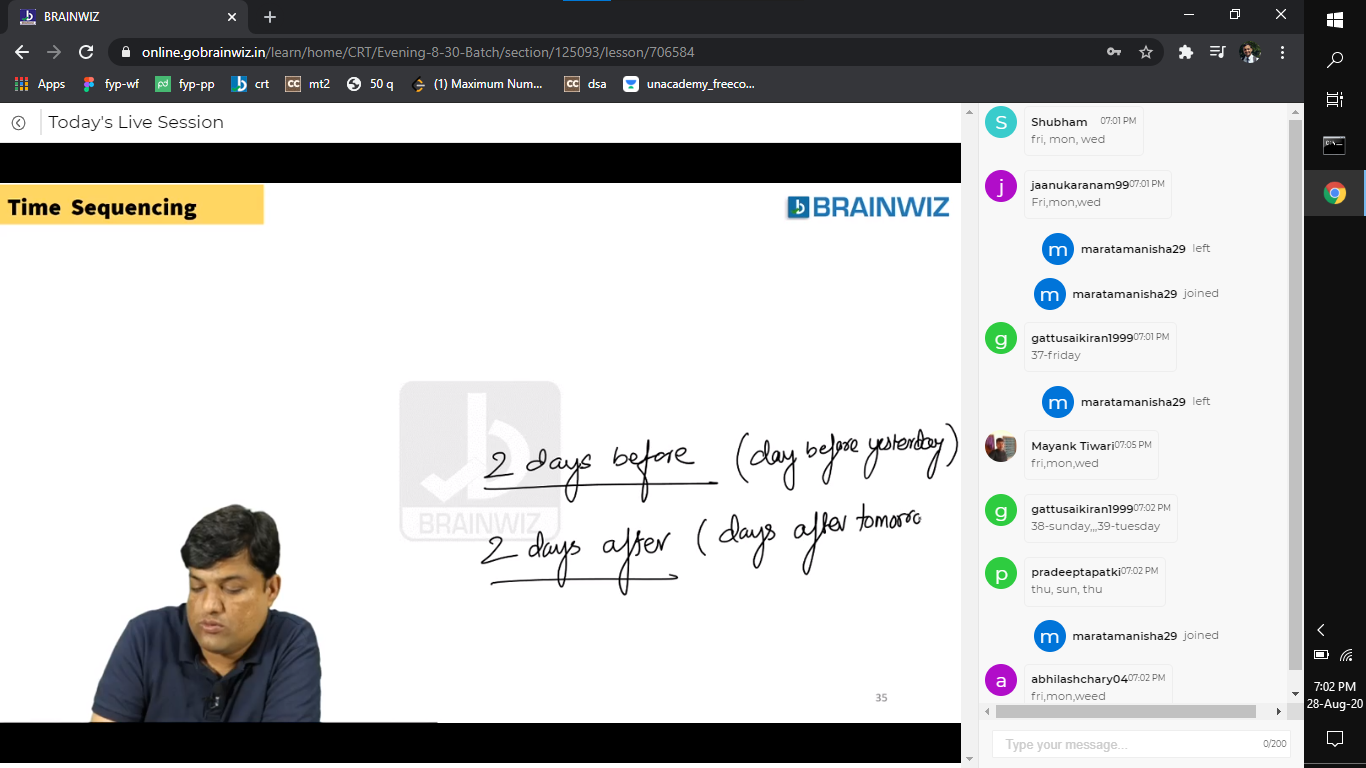 BRAINWIZ
online.gobrainwiz.in/learn/home/CRT/Evening-8-30-Batch/section/125093/lesson/706584
Apps fyp-wf fyp-pp crt mt2 50 q (1) Maximum Num... dsa unacademy_freeco...
Today's Live Session
Time Sequencing
BRAINWIZ
2 days before (day before yesterday)
2 days after (days after tomorro
BRAINWIZ
35
S
Shubham 07:01 PM
fri, mon, wed
j
jaanukaranam99 07:01 PM
Fri,mon,wed
m maratamanisha29 left
m maratamanisha29 joined
g
gattusaikiran1999 07:01 PM
37-friday
m maratamanisha29 left
Mayank Tiwari 07:05 PM
fri,mon,wed
g
gattusaikiran1999 07:02 PM
38-sunday,,,39-tuesday
p
pradeeptapatki 07:02 PM
thu, sun, thu
m maratamanisha29 joined
a
abhilashchary04 07:02 PM
fri,mon,weed
Type your message... 0/200
7:02 PM
28-Aug-20